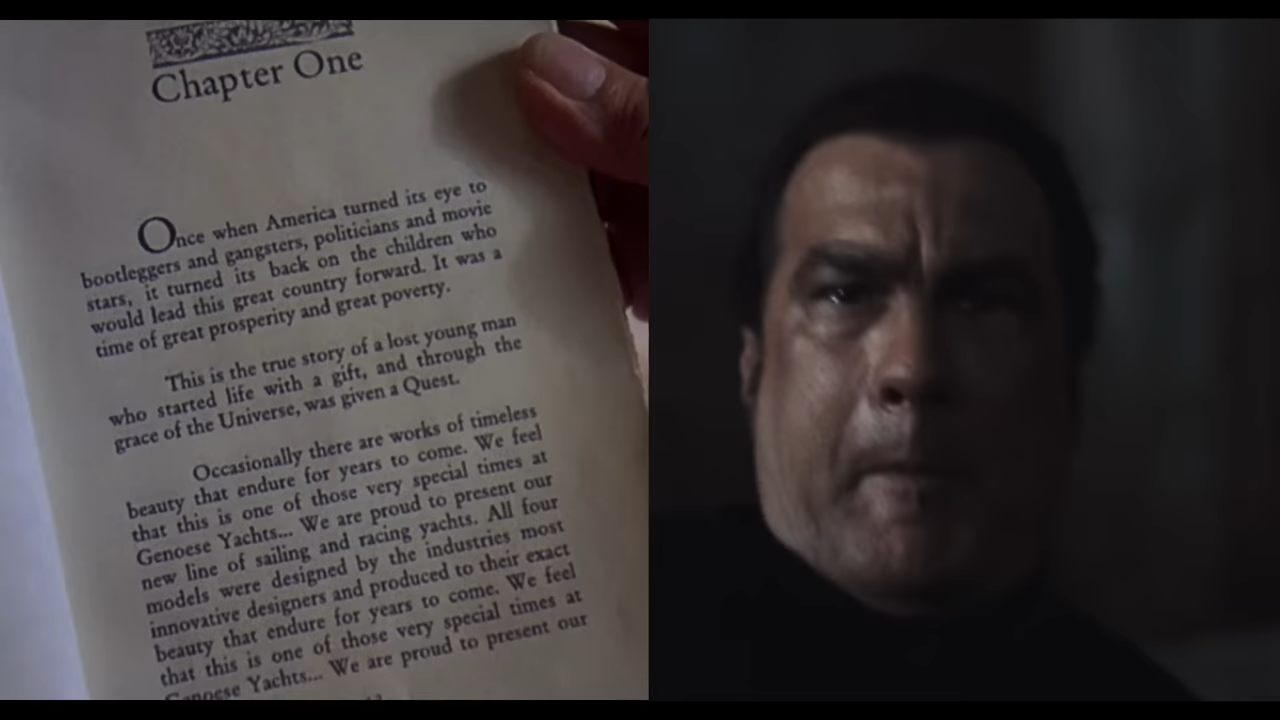 Chapter One
Once when America turned its eye to
bootleggers and gangsters, politicians and movie
stars, it turned its back on the children who
would lead this great country forward. It was a
time of great prosperity and great poverty.
This is the true story of a lost young man
who started life with a gift, and through the
grace of the Universe, was given a Quest.
Occasionally there are works of timeless
beauty that endure for years to come. We feel
that this is one of those very special times at
Genoese Yachts... We are proud to present our
new line of sailing and racing yachts. All four
models were designed by the industries most
innovative designers and produced to their exact
beauty that endure for years to come. We feel
that this is one of those very special times at
Genoese Yachts... We are proud to present our